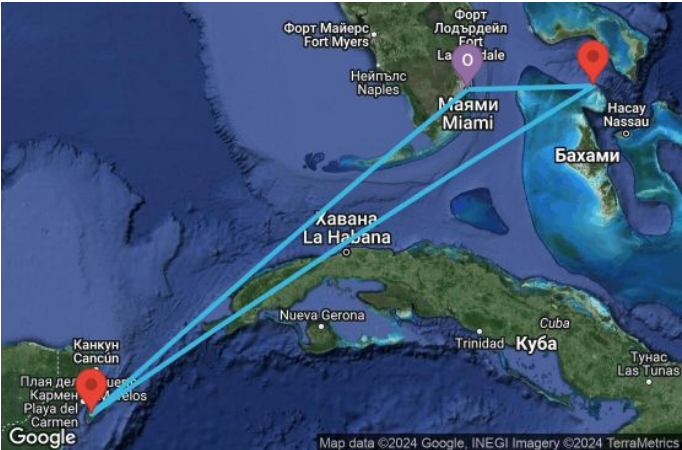 Форт Майерс
Fort Myers
Форт
Лодърдейл
Fort
La dale
O
Нейпълс
Naples
Маями
Miami
Насау
Nassau
Бахами
Хавана
La Habana
Nueva Gerona
Cuba
Trinidad
Куба
Тунас
Las Tunas
Канкун
Cancún
Плая дел
Кармен
Playa del
Carmen
Google
Map data ©2024 Google, INEGI Imagery ©2024 TerraMetrics